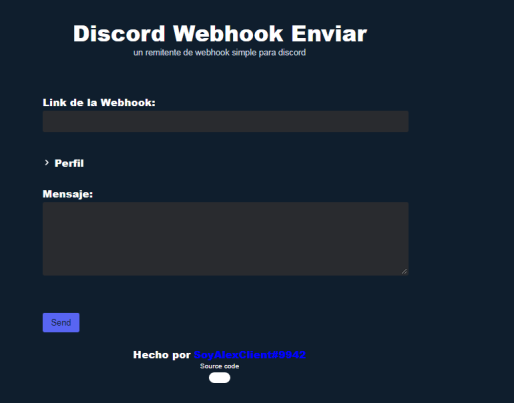 Discord Webhook Enviar
un remitente de webhook simple para discord
Link de la Webhook:
Perfil
Mensaje:
Send
Hecho por
Source code